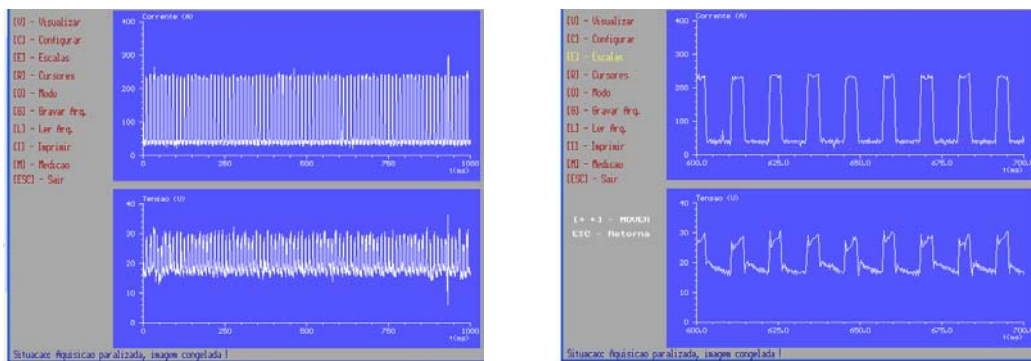 [V] - Visualizar
[C] - Configurar
[E] - Escalas
[R] - Cursores
[O] - Modo
[G] - Gravar Arq.
[L] - Ler Arq.
[I] - Imprimir
[M] - Medicao
[ESC] - Sair
Corrente (A)
400
300
200
100
0
0 250 500 750 1000
t(ms)
Tensao (V)
40
30
20
10
0
0 250 500 750 1000
t(ms)
Situacao: Aquisicao paralizada, imagem congelada !
[V] - Visualizar
[C] - Configurar
[E] - Escalas
[R] - Cursores
[O] - Modo
[G] - Gravar Arq.
[L] - Ler Arq.
[I] - Imprimir
[M] - Medicao
[ESC] - Sair
- MOVER
ESC - Retorna
Corrente (A)
400
300
200
100
0
600.0 625.0 650.0 675.0 700.0
t(ms)
Tensao (V)
40
30
20
10
0
600.0 625.0 650.0 675.0 700.0
t(ms)
Situacao: Aquisicao paralizada, imagem congelada !